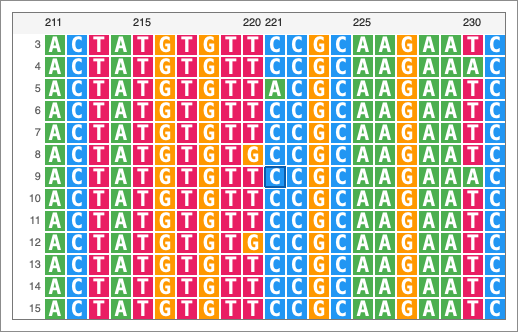 211 215 220 221 225 230
3 A C T A T G T G T T C C G C A A G A A T C
4 A C T A T G T G T T C C G C A A G A A A C
5 A C T A T G T G T T A C G C A A G A A T C
6 A C T A T G T G T T C C G C A A G A A T C
7 A C T A T G T G T T C C G C A A G A A T C
8 A C T A T G T G T G C C G C A A G A A T C
9 A C T A T G T G T T C C G C A A G A A A C
10 A C T A T G T G T T C C G C A A G A A T C
11 A C T A T G T G T T C C G C A A G A A T C
12 A C T A T G T G T G C C G C A A G A A T C
13 A C T A T G T G T T C C G C A A G A A T C
14 A C T A T G T G T T C C G C A A G A A T C
15 A C T A T G T G T T C C G C A A G A A T C